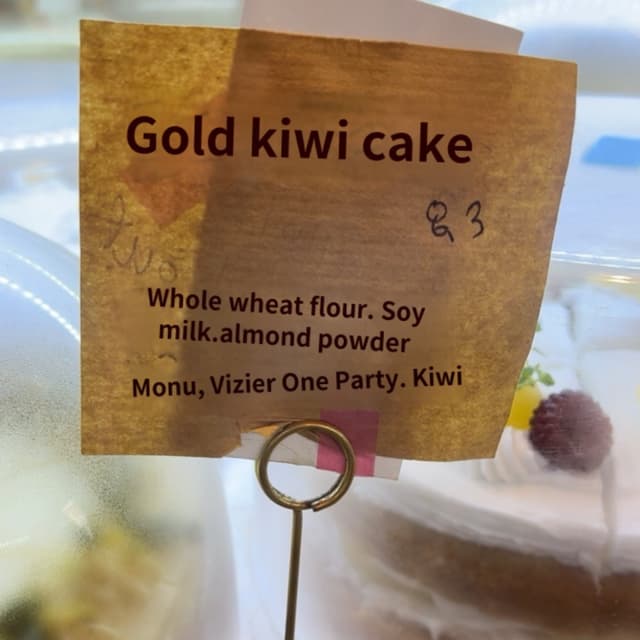 Gold kiwi cake
Whole wheat flour. Soy
milk.almond powder
Monu, Vizier One Party. Kiwi